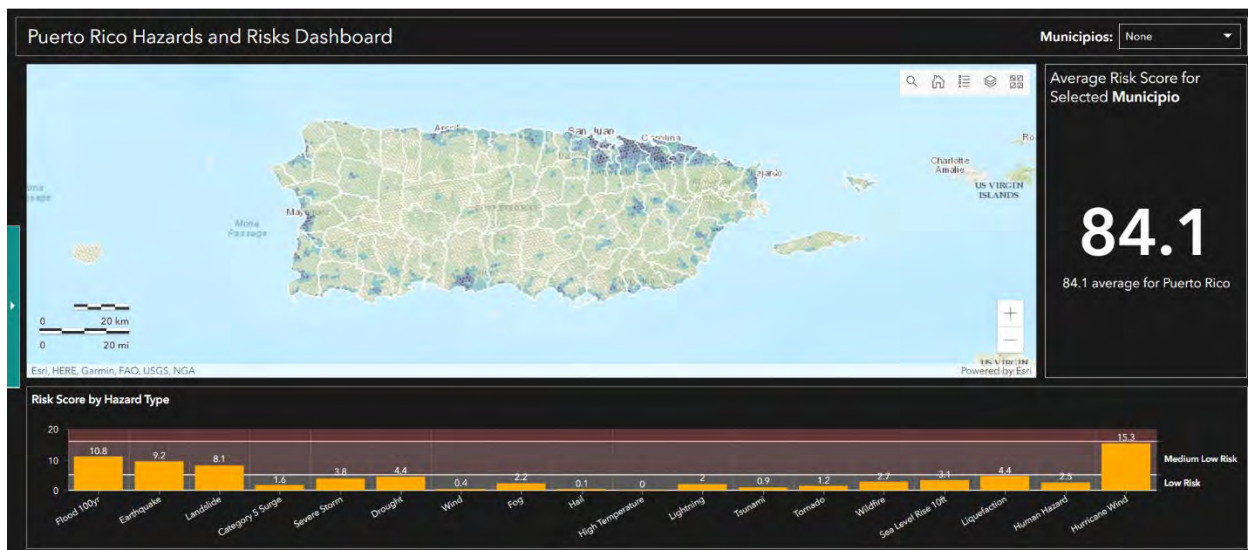 Puerto Rico Hazards and Risks Dashboard
Municipios: None
Average Risk Score for
Selected Municipio
84.1
84.1 average for Puerto Rico
San Juan
Carolina
Charlotte
Amalie
US VIRGIN
ISLANDS
Mona
Passage
0 20 km
0 20 mi
US VIRGIN
Esri, HERE, Garmin, FAO, USGS, NGA
Powered by Esri
Risk Score by Hazard Type
20
10
0
10.8
9.2
8.1
1.6
3.8
4.4
0.4
2.2
0.1
0
2
0.9
1.2
2.7
3.1
4.4
2.5
15.3
Medium Low Risk
Low Risk
Flood 100yr
Earthquake
Landslide
Category 5 Surge
Severe Storm
Drought
Wind
Fog
Hail
High Temperature
Lightning
Tsunami
Tornado
Wildfire
Sea Level Rise 10ft
Liquefaction
Human Hazard
Hurricane Wind